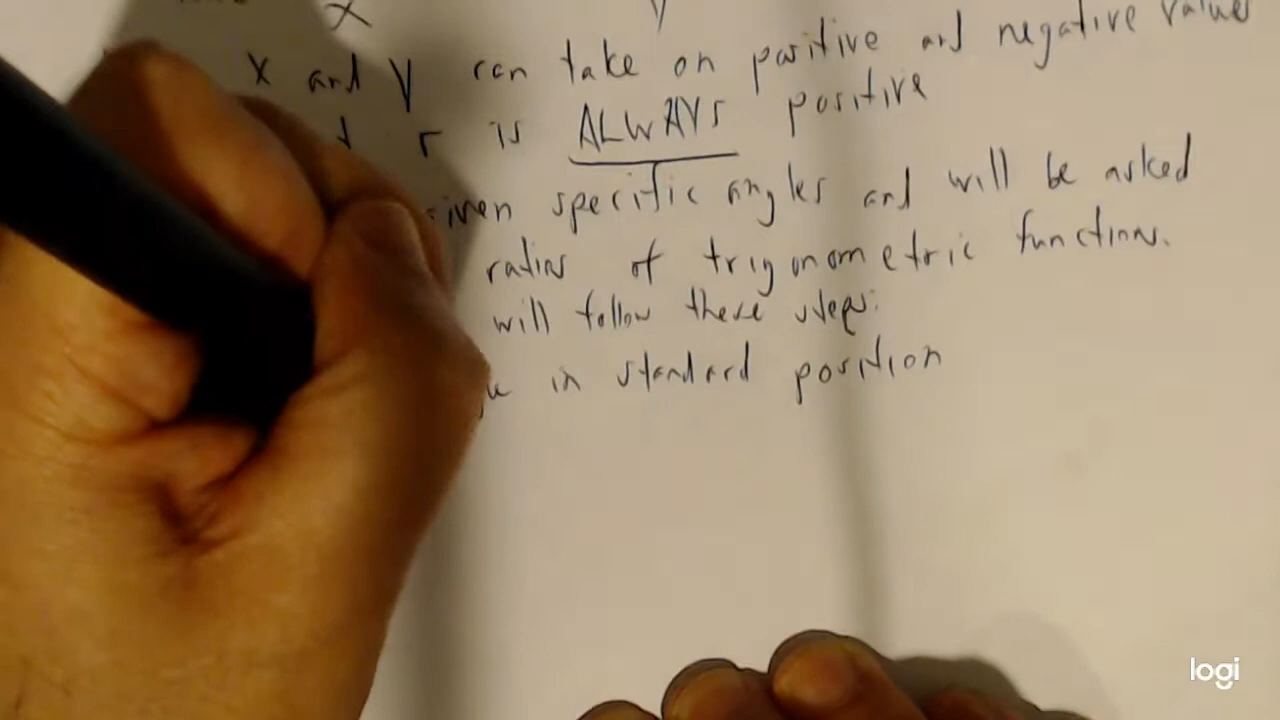 x y
x and y can take on positive and negative values
r is ALWAYS positive
given specific angles and will be asked
ratios of trigonometric functions.
will follow these steps:
in standard position
logi